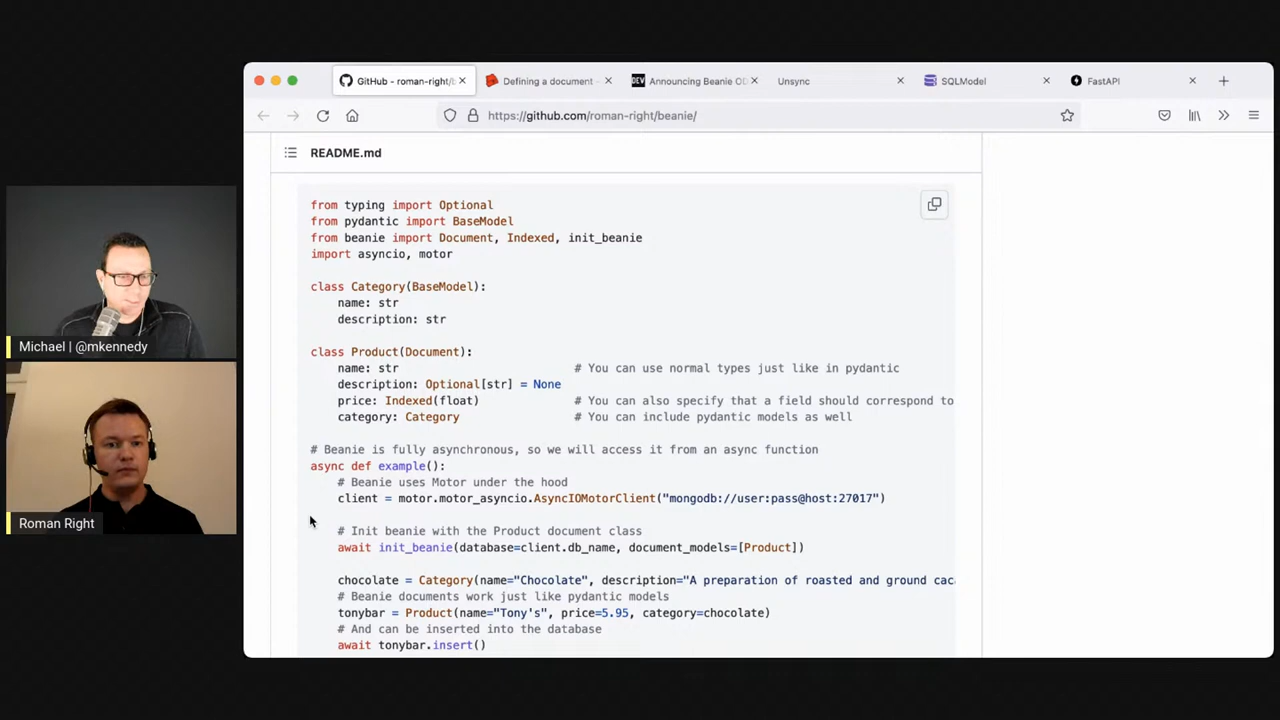 GitHub - roman-right/b
Defining a document -
DEV Announcing Beanie OD
Unsync
SQLModel
FastAPI
https://github.com/roman-right/beanie/
README.md
from typing import Optional
from pydantic import BaseModel
from beanie import Document, Indexed, init_beanie
import asyncio, motor
class Category(BaseModel):
name: str
description: str
class Product(Document):
name: str # You can use normal types just like in pydantic
description: Optional[str] = None
price: Indexed(float) # You can also specify that a field should correspond to
category: Category # You can include pydantic models as well
# Beanie is fully asynchronous, so we will access it from an async function
async def example():
# Beanie uses Motor under the hood
client = motor.motor_asyncio.AsyncIOMotorClient("mongodb://user:pass@host:27017")
# Init beanie with the Product document class
await init_beanie(database=client.db_name, document_models=[Product])
chocolate = Category(name="Chocolate", description="A preparation of roasted and ground cac
# Beanie documents work just like pydantic models
tonybar = Product(name="Tony's", price=5.95, category=chocolate)
# And can be inserted into the database
await tonybar.insert()
Michael | @mkennedy
Roman Right